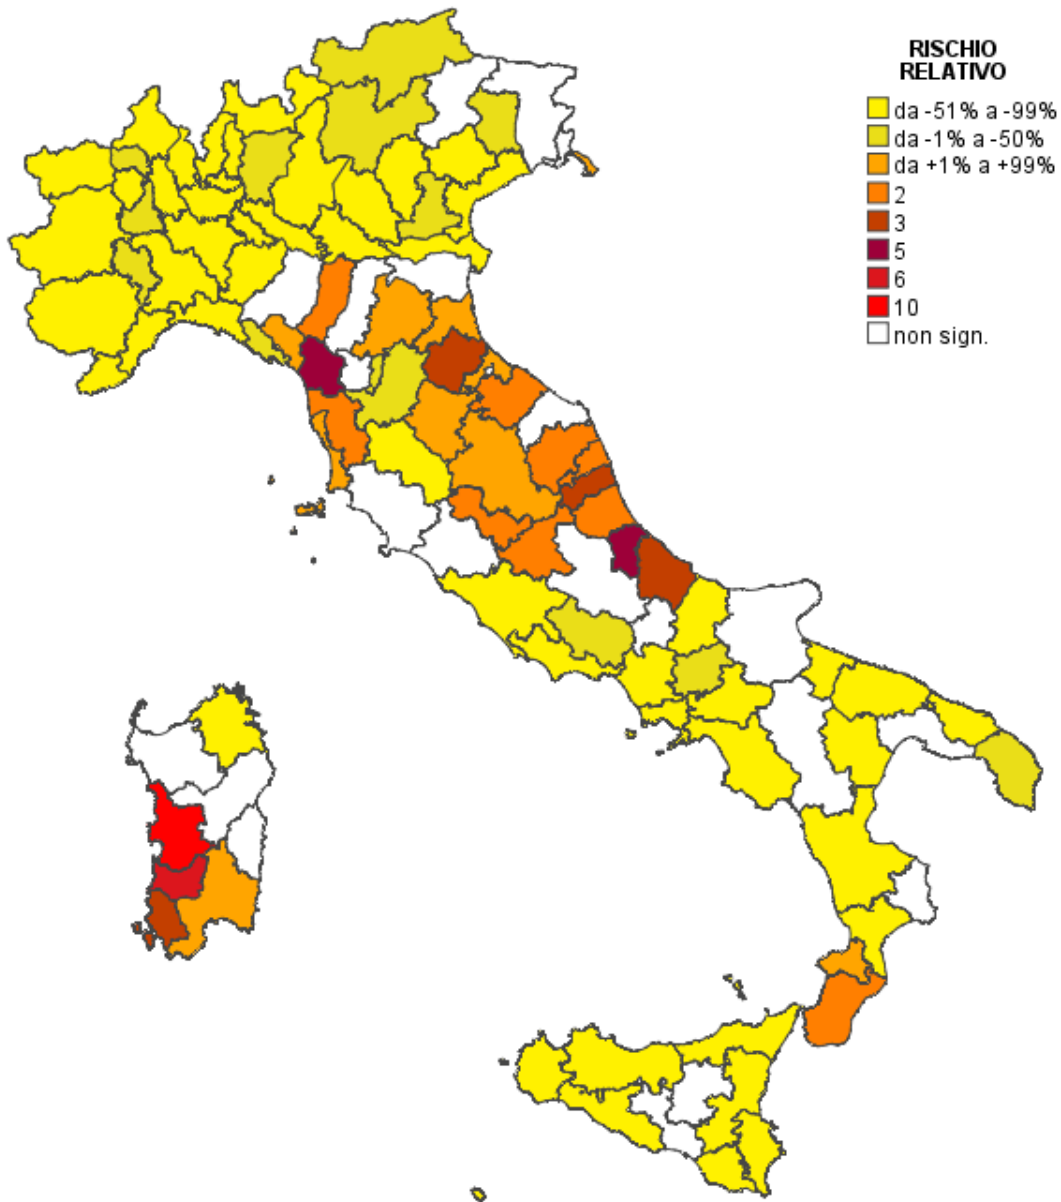 RISCHIO
RELATIVO
da -51% a -99%
da -1% a -50%
da +1% a +99%
2
3
5
6
10
non sign.